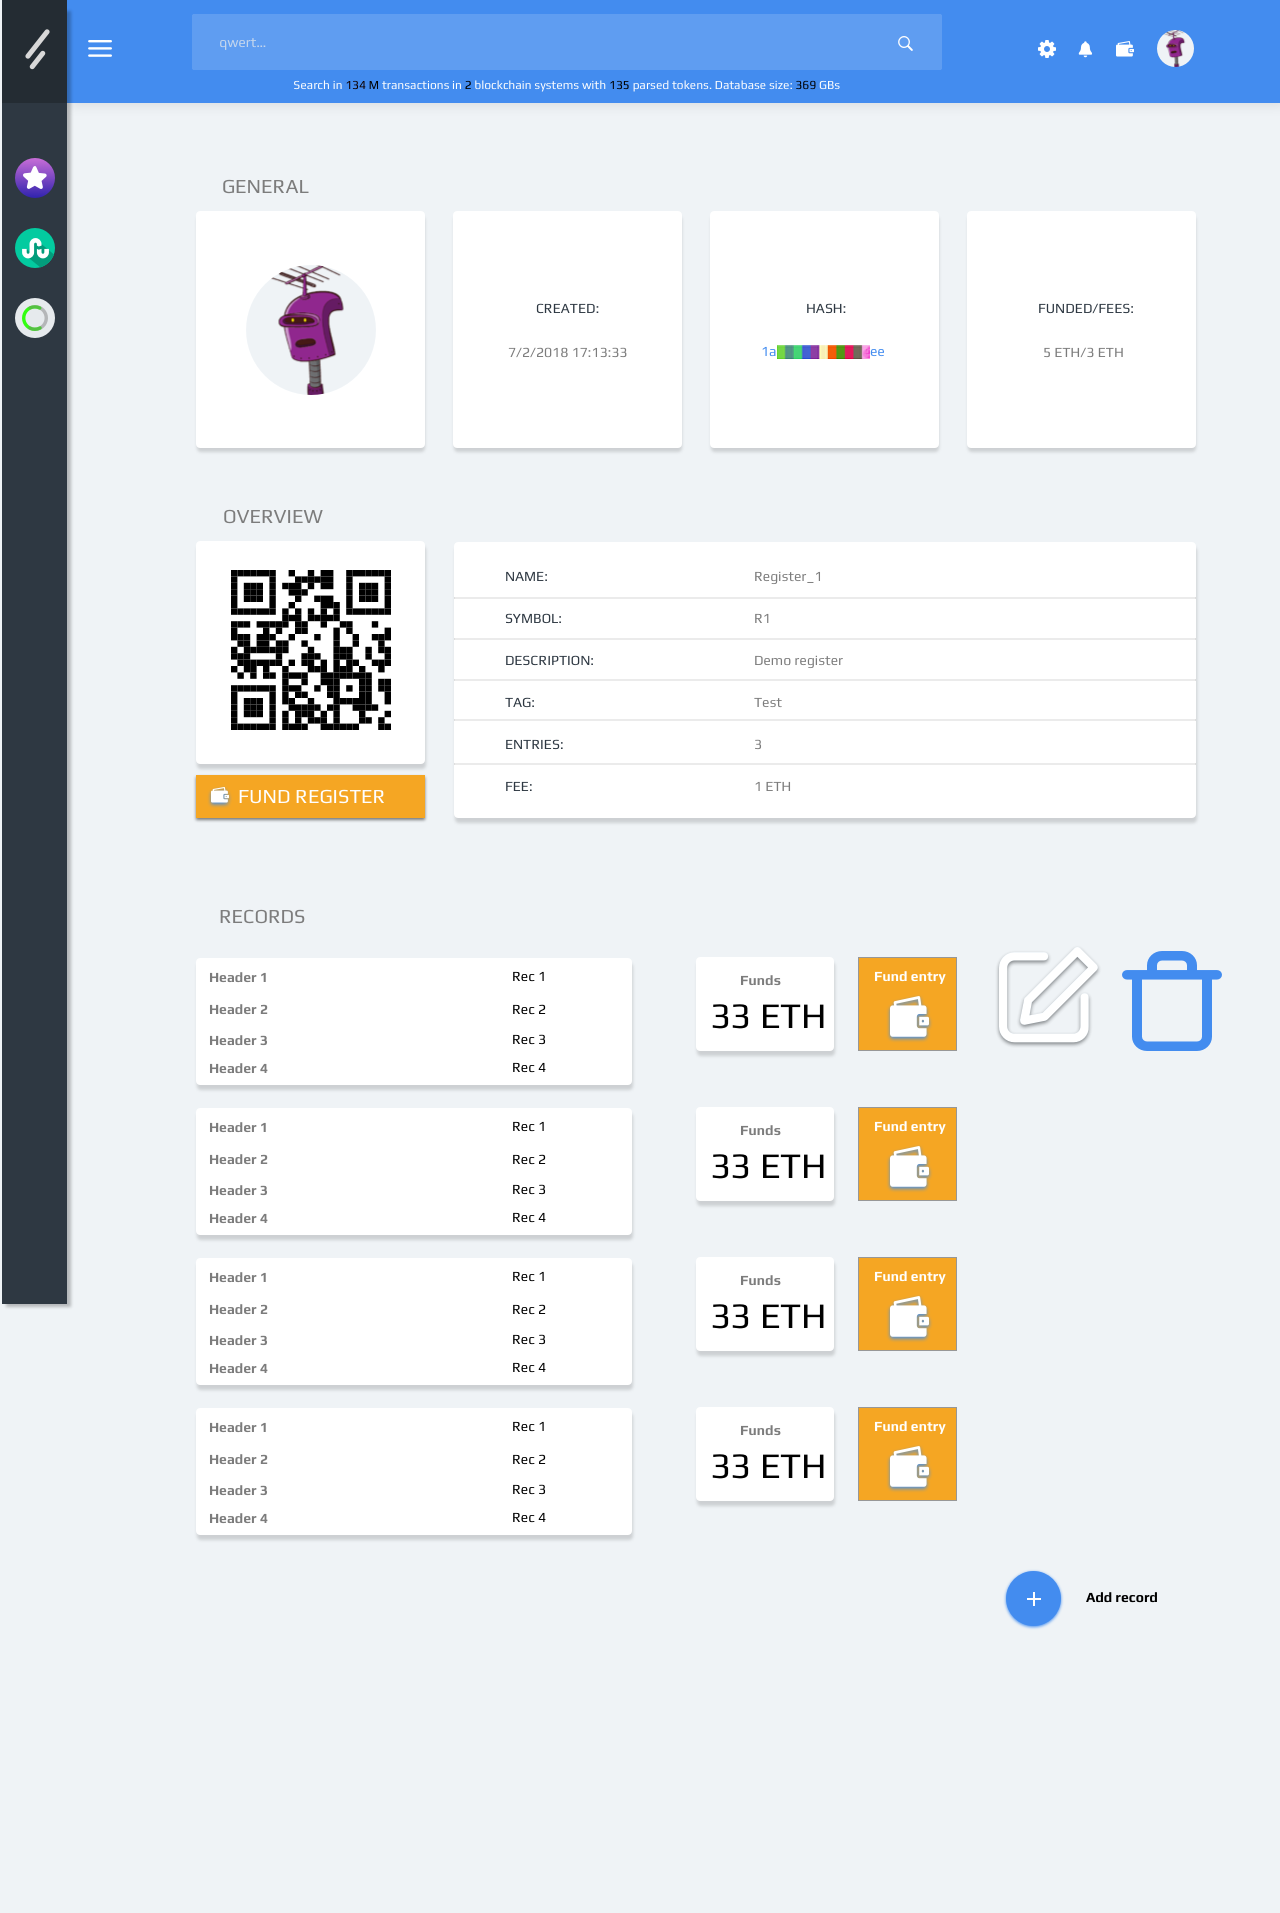 qwert...
Search in 134 M transactions in 2 blockchain systems with 135 parsed tokens. Database size: 369 GBs
GENERAL
CREATED:
7/2/2018 17:13:33
HASH:
1a ee
FUNDED/FEES:
5 ETH/3 ETH
OVERVIEW
FUND REGISTER
NAME: Register_1
SYMBOL: R1
DESCRIPTION: Demo register
TAG: Test
ENTRIES: 3
FEE: 1 ETH
RECORDS
Header 1 Rec 1
Header 2 Rec 2
Header 3 Rec 3
Header 4 Rec 4
Funds
33 ETH
Fund entry
Header 1 Rec 1
Header 2 Rec 2
Header 3 Rec 3
Header 4 Rec 4
Funds
33 ETH
Fund entry
Header 1 Rec 1
Header 2 Rec 2
Header 3 Rec 3
Header 4 Rec 4
Funds
33 ETH
Fund entry
Header 1 Rec 1
Header 2 Rec 2
Header 3 Rec 3
Header 4 Rec 4
Funds
33 ETH
Fund entry
Add record